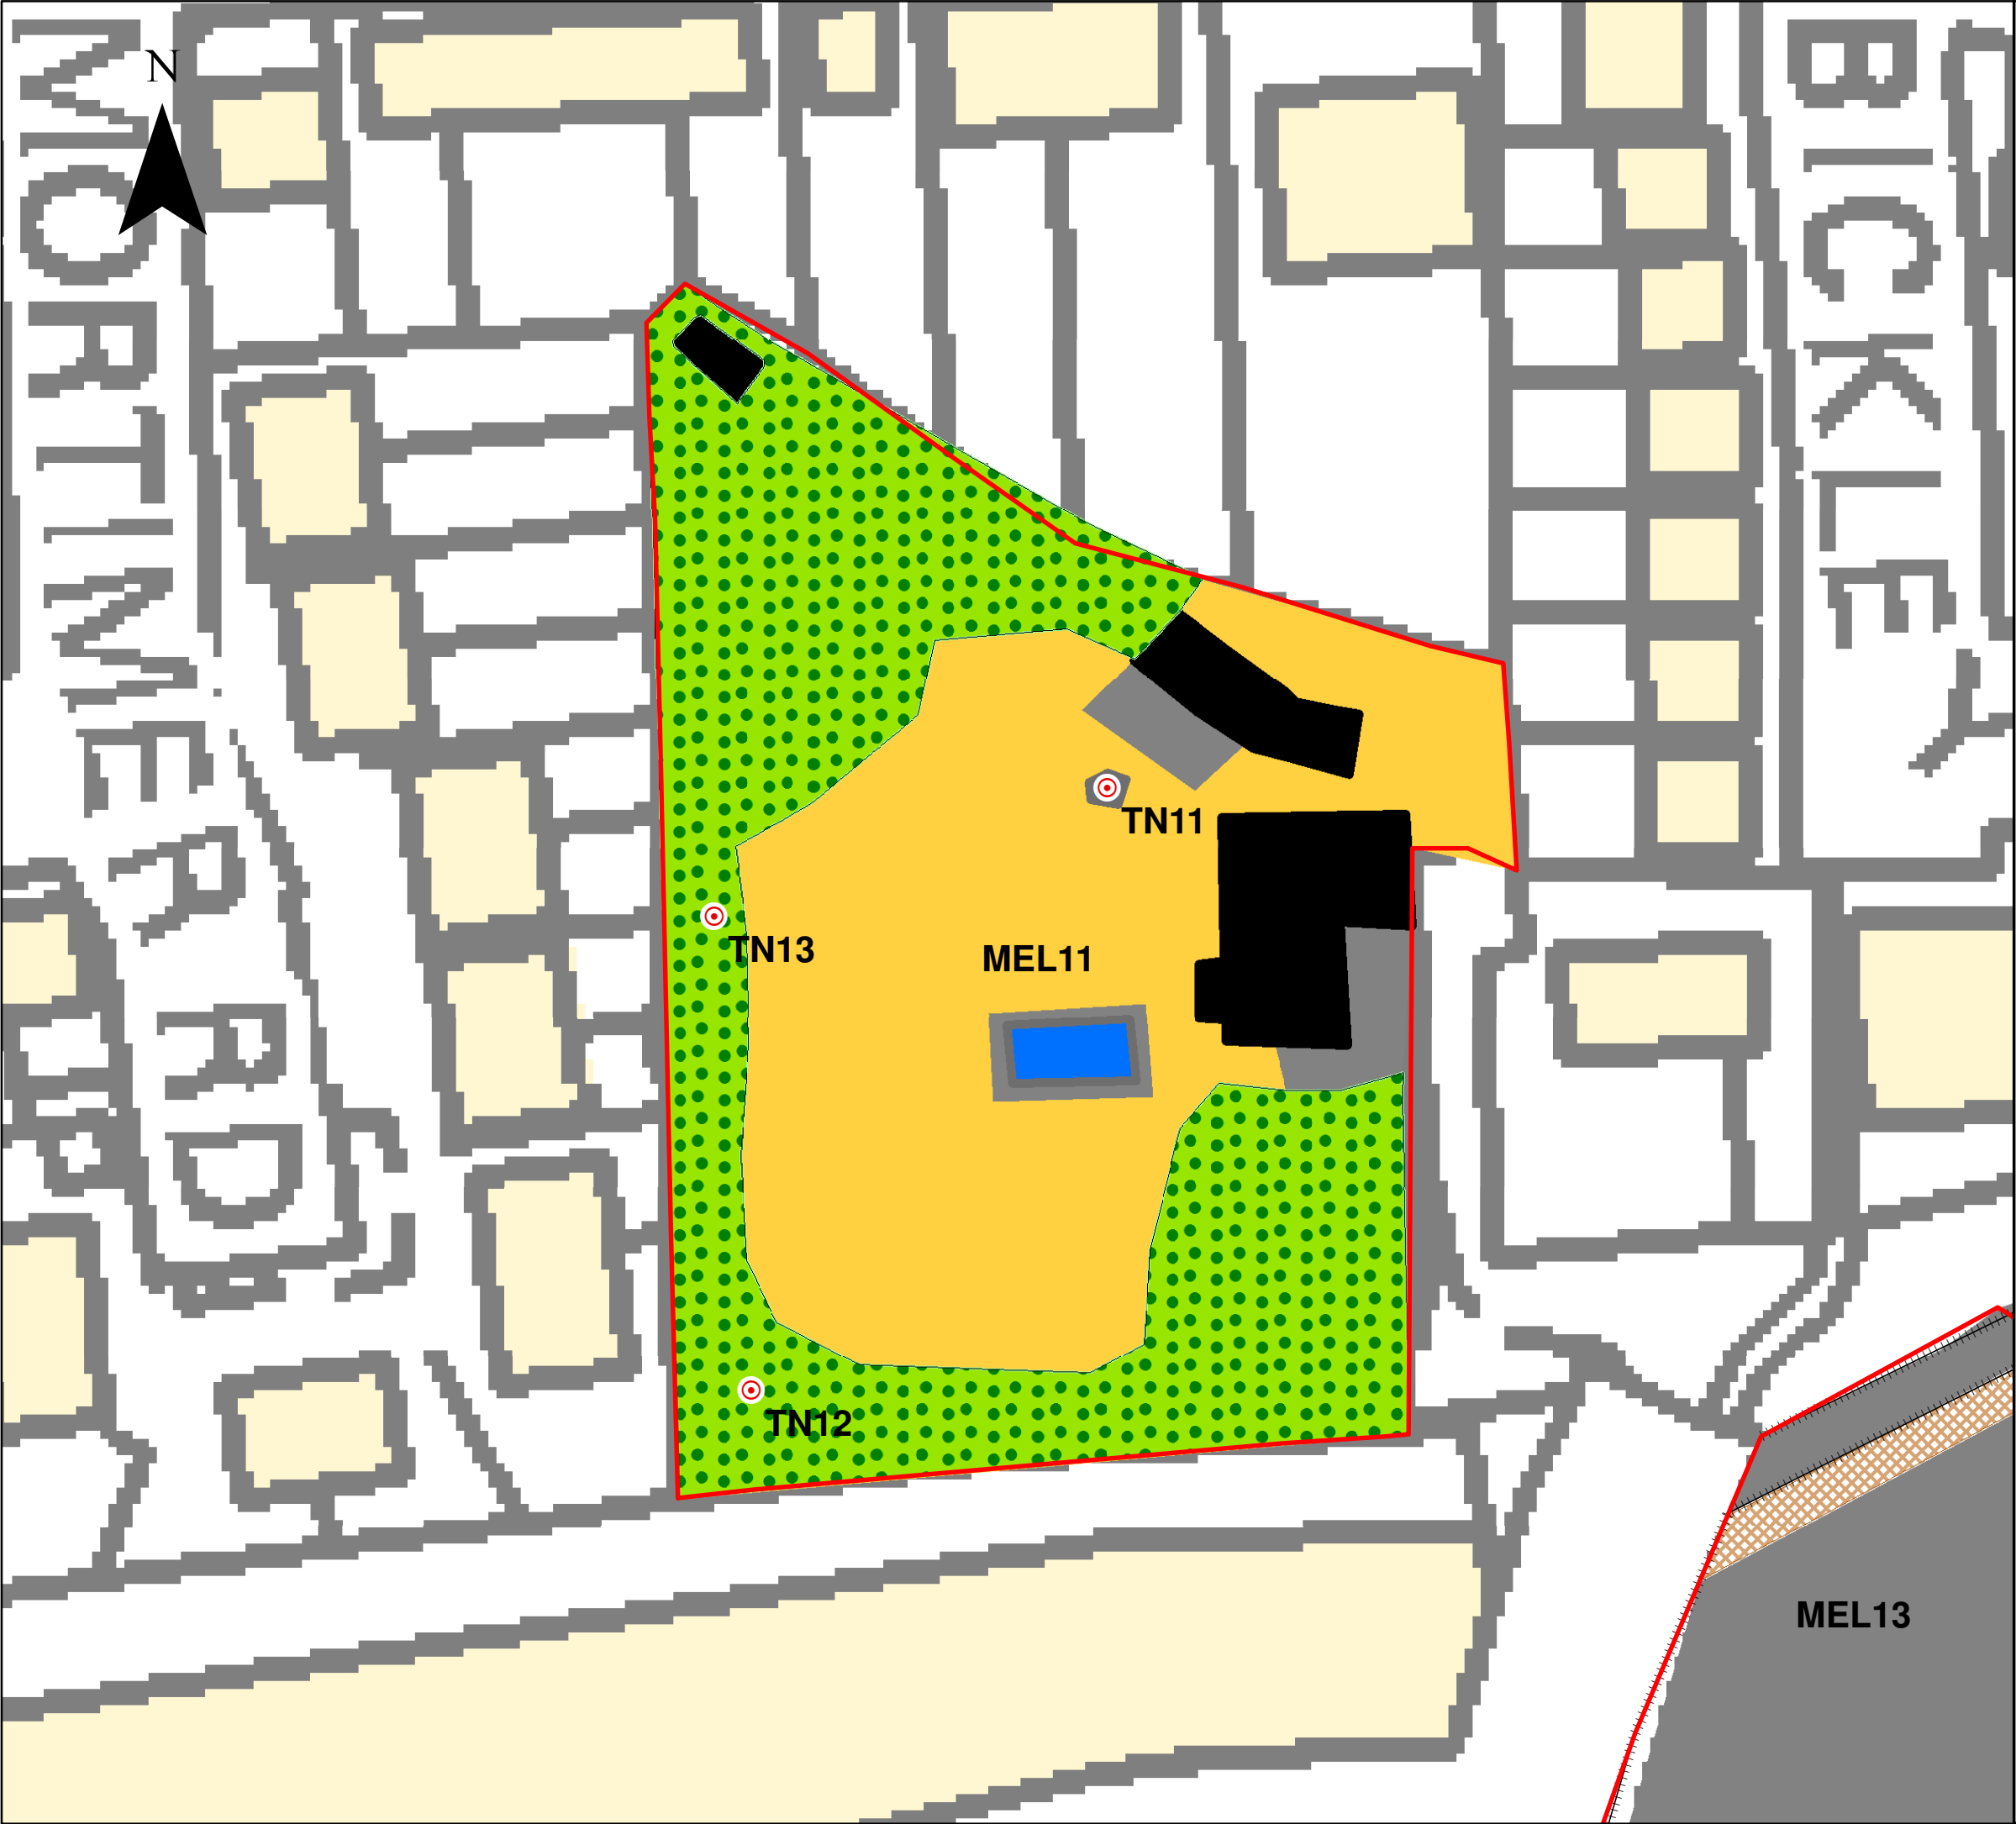 N
MORTIMER RD
BICKLEY
TN11
TN13
MEL11
TN12
MEL13